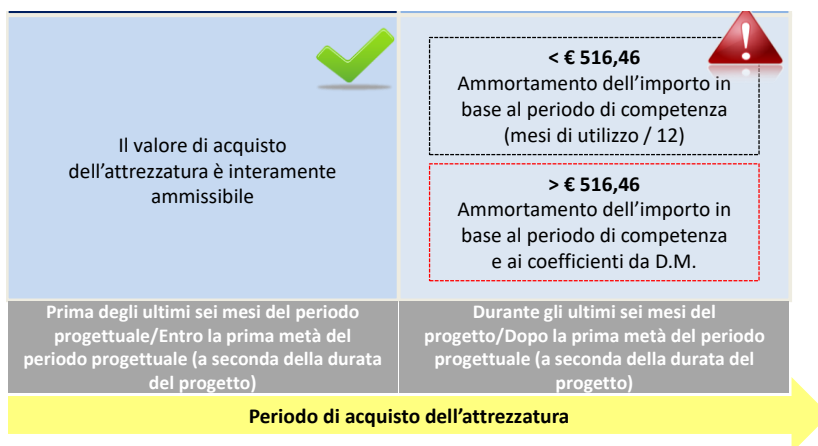 Il valore di acquisto
dell'attrezzatura è interamente
ammissibile
< € 516,46
Ammortamento dell'importo in
base al periodo di competenza
(mesi di utilizzo / 12)
> € 516,46
Ammortamento dell'importo in
base al periodo di competenza
e ai coefficienti da D.M.
Prima degli ultimi sei mesi del periodo
progettuale/Entro la prima metà del
periodo progettuale (a seconda della durata
del progetto)
Durante gli ultimi sei mesi del
progetto/Dopo la prima metà del periodo
progettuale (a seconda della durata del
progetto)
Periodo di acquisto dell'attrezzatura